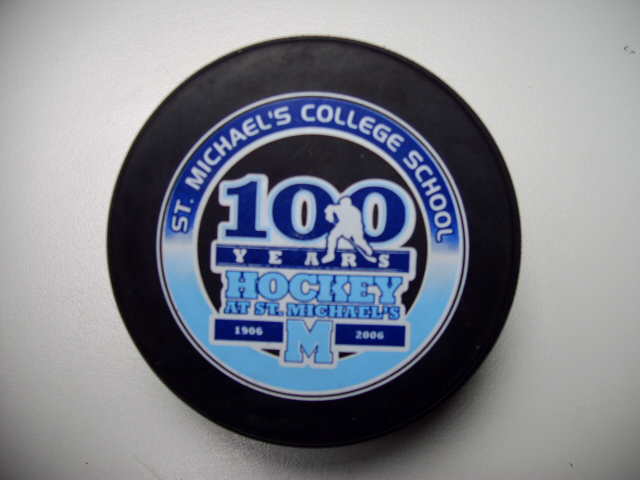 ST. MICHAEL'S COLLEGE SCHOOL
100
YEARS
HOCKEY
AT ST. MICHAEL'S
1906 M 2006